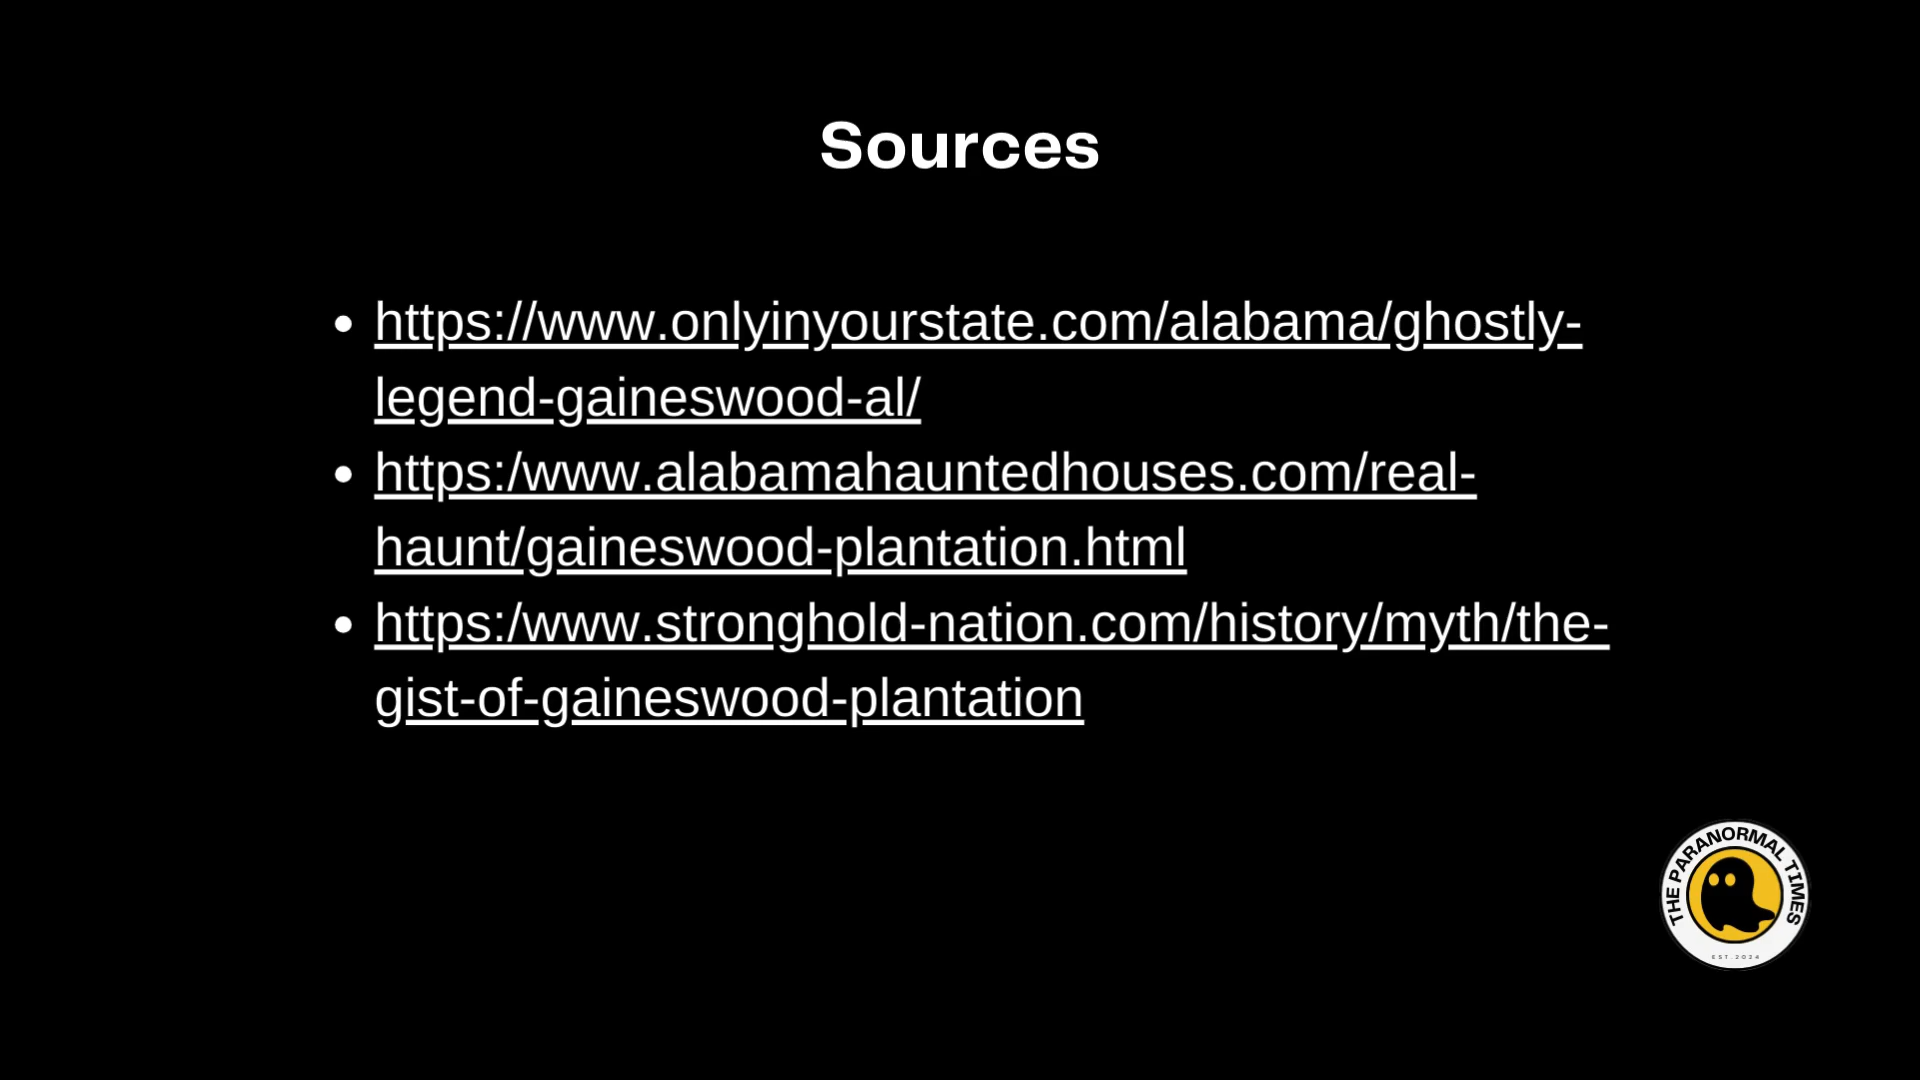 Sources
https://www.onlyinyourstate.com/alabama/ghostly-
legend-gaineswood-al/
https:/www.alabamahauntedhouses.com/real-
haunt/gaineswood-plantation.html
https:/www.stronghold-nation.com/history/myth/the-
gist-of-gaineswood-plantation
THE PARANORMAL TIMES
EST. 2024